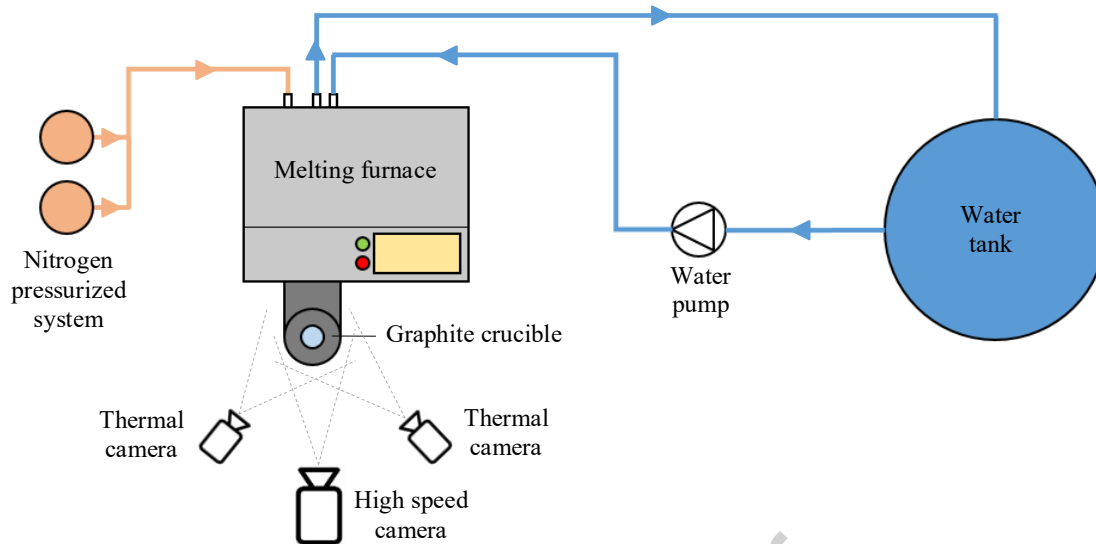 Melting furnace
Nitrogen
pressurized
system
Water
tank
Water
pump
Graphite crucible
Thermal
camera
Thermal
camera
High speed
camera